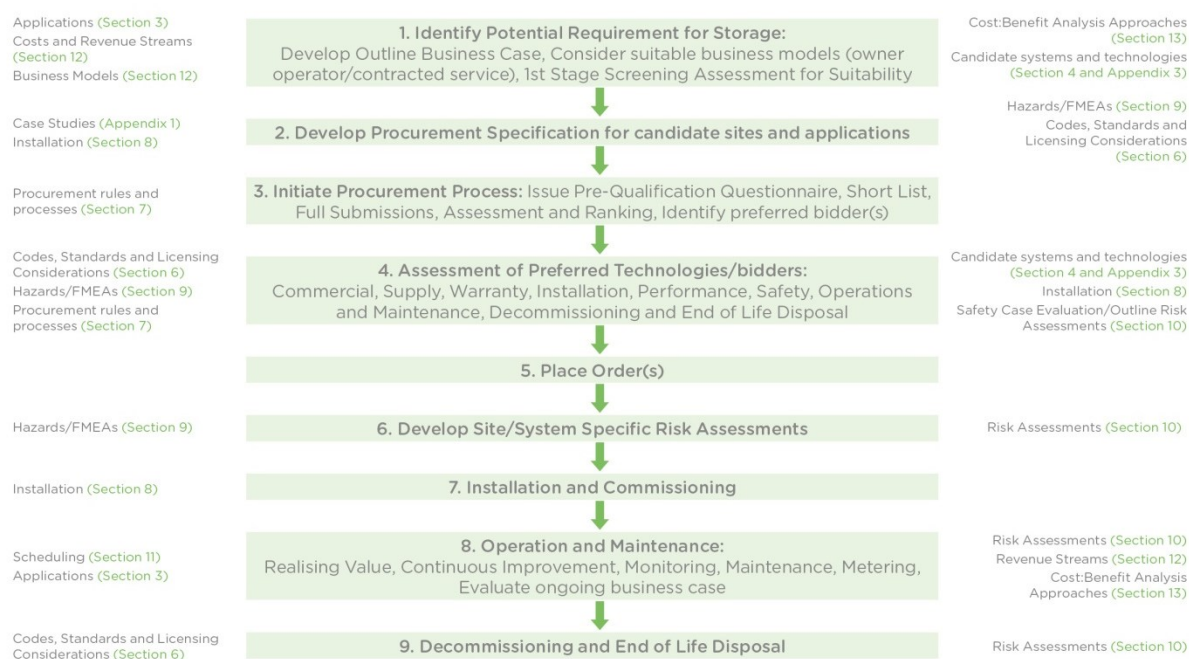 Applications (Section 3)
Costs and Revenue Streams
(Section 12)
Business Models (Section 12)
1. Identify Potential Requirement for Storage:
Develop Outline Business Case, Consider suitable business models (owner
operator/contracted service), 1st Stage Screening Assessment for Suitability
Cost:Benefit Analysis Approaches
(Section 13)
Candidate systems and technologies
(Section 4 and Appendix 3)
Case Studies (Appendix 1)
Installation (Section 8)
2. Develop Procurement Specification for candidate sites and applications
Hazards/FMEAs (Section 9)
Codes, Standards and
Licensing Considerations
(Section 6)
Procurement rules and
processes (Section 7)
3. Initiate Procurement Process: Issue Pre-Qualification Questionnaire, Short List,
Full Submissions, Assessment and Ranking, Identify preferred bidder(s)
Codes, Standards and Licensing
Considerations (Section 6)
Hazards/FMEAs (Section 9)
Procurement rules and
processes (Section 7)
4. Assessment of Preferred Technologies/bidders:
Commercial, Supply, Warranty, Installation, Performance, Safety, Operations
and Maintenance, Decommissioning and End of Life Disposal
Candidate systems and technologies
(Section 4 and Appendix 3)
Installation (Section 8)
Safety Case Evaluation/Outline Risk
Assessments (Section 10)
5. Place Order(s)
Hazards/FMEAs (Section 9)
6. Develop Site/System Specific Risk Assessments
Risk Assessments (Section 10)
Installation (Section 8)
7. Installation and Commissioning
Scheduling (Section 11)
Applications (Section 3)
8. Operation and Maintenance:
Realising Value, Continuous Improvement, Monitoring, Maintenance, Metering,
Evaluate ongoing business case
Risk Assessments (Section 10)
Revenue Streams (Section 12)
Cost:Benefit Analysis
Approaches (Section 13)
Codes, Standards and Licensing
Considerations (Section 6)
9. Decommissioning and End of Life Disposal
Risk Assessments (Section 10)